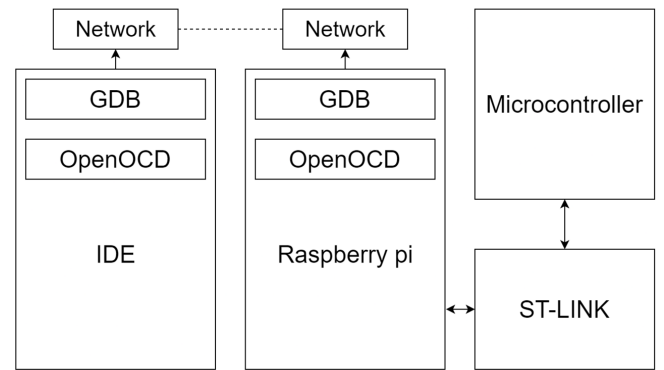 Network
Network
GDB
OpenOCD
IDE
GDB
OpenOCD
Raspberry pi
Microcontroller
ST-LINK